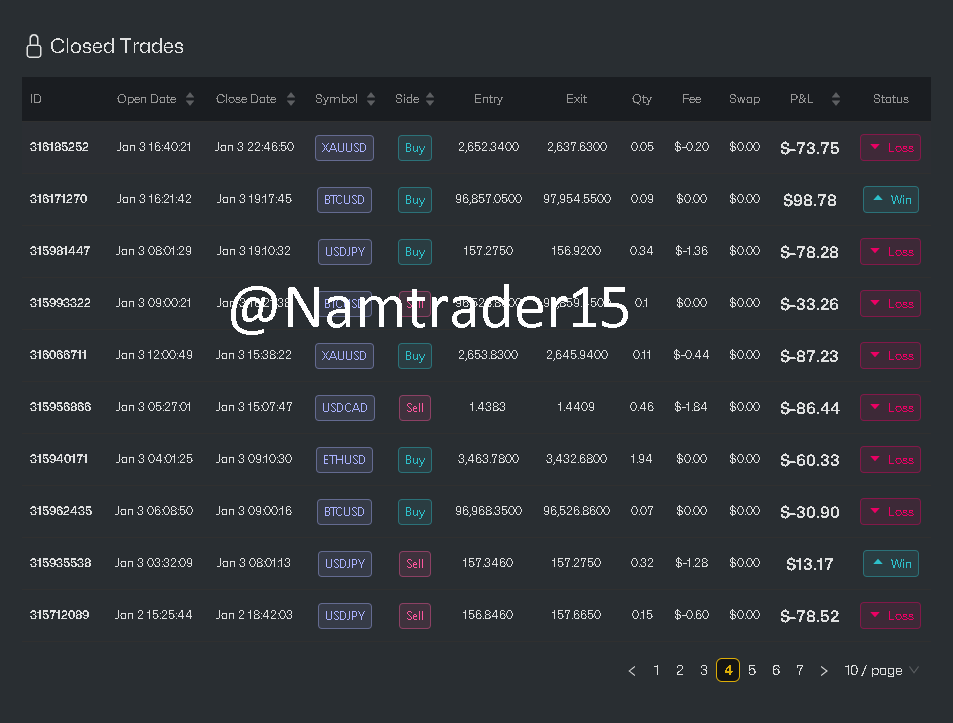 Closed Trades
ID Open Date Close Date Symbol Side Entry Exit Qty Fee Swap P&L Status
316185252 Jan 3 16:40:21 Jan 3 22:46:50 XAUUSD Buy 2,652.3400 2,637.6300 0.05 $-0.20 $0.00 $-73.75 Loss
316171270 Jan 3 16:21:42 Jan 3 19:17:45 BTCUSD Buy 96,857.0500 97,954.5500 0.09 $0.00 $0.00 $98.78 Win
315981447 Jan 3 08:01:29 Jan 3 19:10:32 USDJPY Buy 157.2750 156.9200 0.34 $-1.36 $0.00 $-78.28 Loss
315993322 Jan 3 09:00:21 BTCUSD Sell 0.1 $0.00 $0.00 $-33.26 Loss
@Namtrader15
316066711 Jan 3 12:00:49 Jan 3 15:38:22 XAUUSD Buy 2,653.8300 2,645.9400 0.11 $-0.44 $0.00 $-87.23 Loss
315956866 Jan 3 05:27:01 Jan 3 15:07:47 USDCAD Sell 1.4383 1.4409 0.46 $-1.84 $0.00 $-86.44 Loss
315940171 Jan 3 04:01:25 Jan 3 09:10:30 ETHUSD Buy 3,463.7800 3,432.6800 1.94 $0.00 $0.00 $-60.33 Loss
315962435 Jan 3 06:08:50 Jan 3 09:00:16 BTCUSD Buy 96,968.3500 96,526.8600 0.07 $0.00 $0.00 $-30.90 Loss
315935538 Jan 3 03:32:09 Jan 3 08:01:13 USDJPY Sell 157.3460 157.2750 0.32 $-1.28 $0.00 $13.17 Win
315712089 Jan 2 15:25:44 Jan 2 18:42:03 USDJPY Sell 156.8460 157.6650 0.15 $-0.60 $0.00 $-78.52 Loss
< 1 2 3 4 5 6 7 > 10 / page